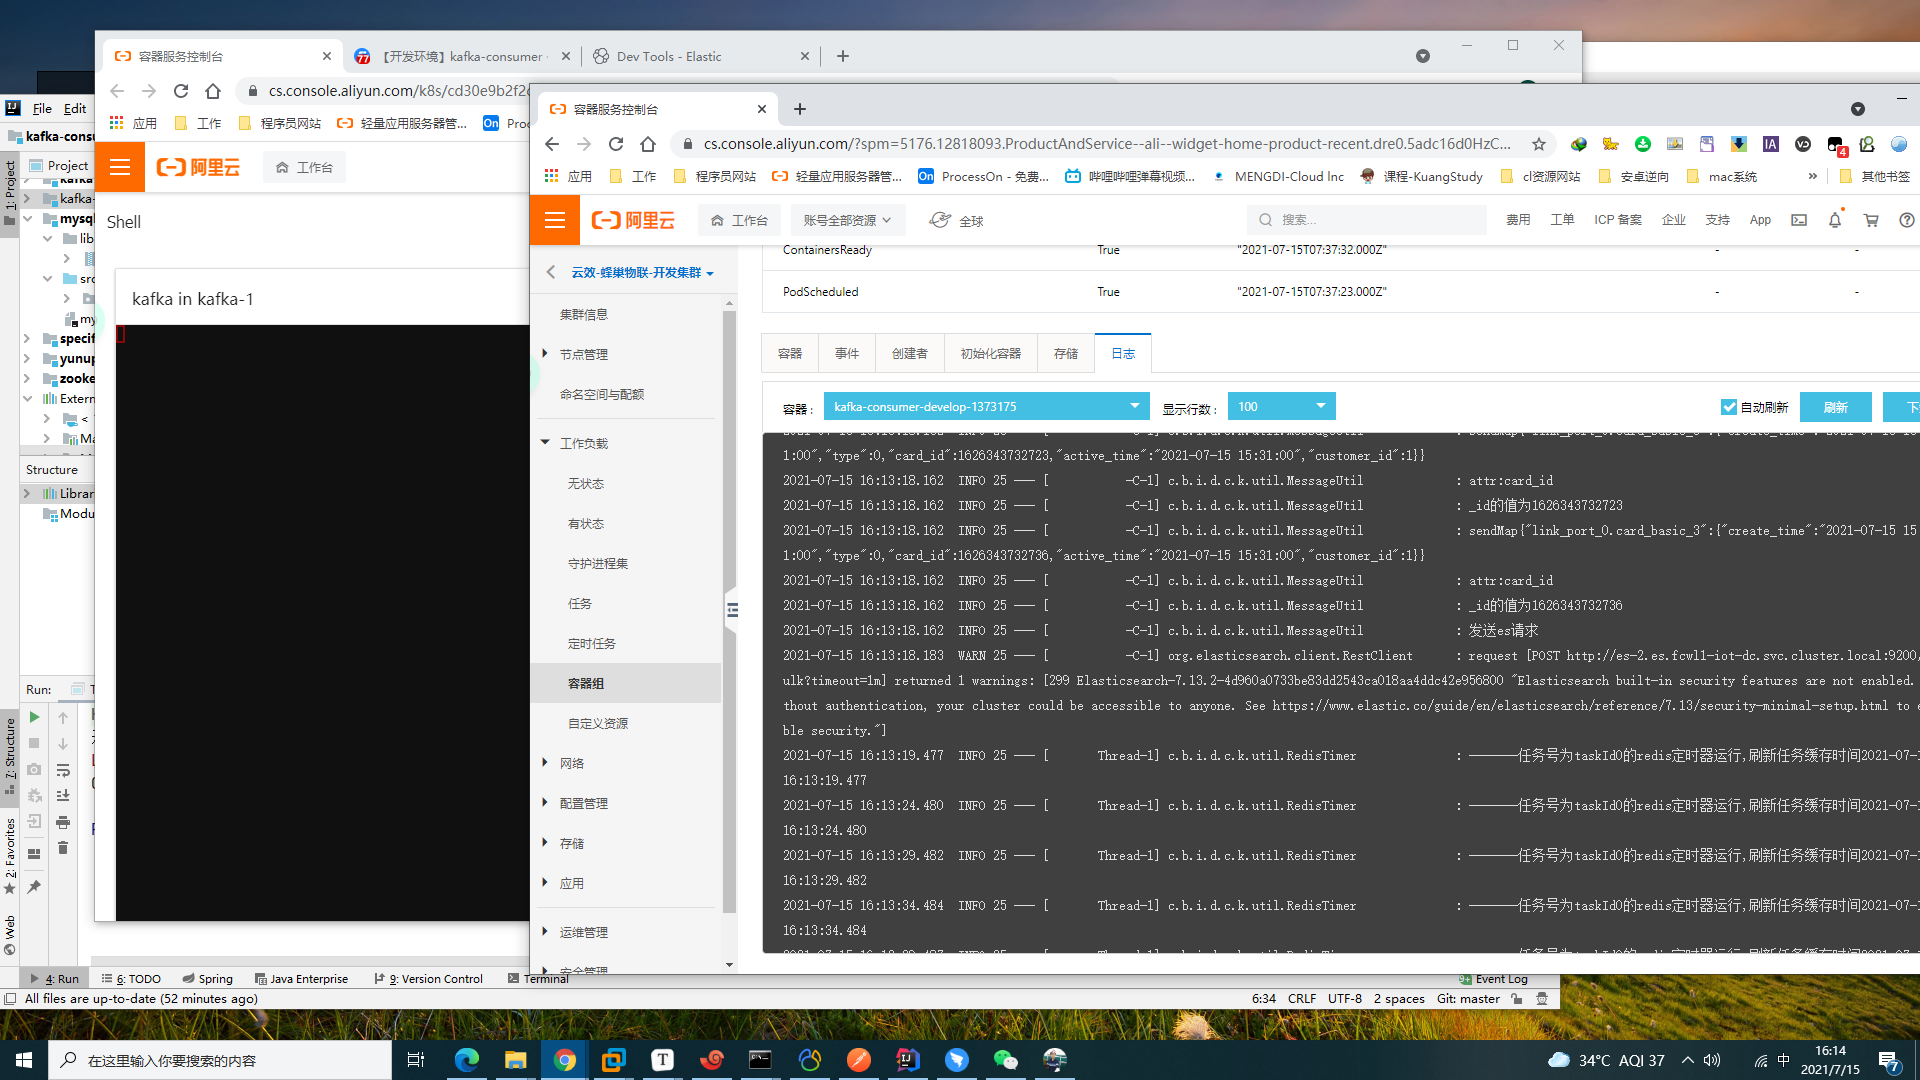 容器服务控制台
【开发环境】kafka-consumer
Dev Tools - Elastic
cs.console.aliyun.com/k8s/cd30e9b2f2c
应用
工作
程序员网站
轻量应用服务器管...
阿里云
工作台
Shell
kafka in kafka-1
File
Edit
Project
1: Project
mysql
lib
src
specif
yunup
zooke
Extern
Structure
Librar
Modu
Run:
7: Structure
2: Favorites
Web
容器服务控制台
cs.console.aliyun.com/?spm=5176.12818093.ProductAndService--ali--widget-home-product-recent.dre0.5adc16d0HzC...
应用
工作
程序员网站
轻量应用服务器管...
ProcessOn - 免费...
哔哩哔哩弹幕视频...
MENGDI-Cloud Inc
课程-KuangStudy
cl资源网站
安卓逆向
mac系统
»
其他书签
阿里云
工作台
账号全部资源
全球
搜索...
费用
工单
ICP 备案
企业
支持
App
云效-蜂巢物联-开发集群
集群信息
节点管理
命名空间与配额
工作负载
无状态
有状态
守护进程集
任务
定时任务
容器组
自定义资源
网络
配置管理
存储
应用
运维管理
安全管理
ContainersReady True "2021-07-15T07:37:32.000Z" - -
PodScheduled True "2021-07-15T07:37:23.000Z" - -
容器 事件 创建者 初始化容器 存储 日志
容器 : kafka-consumer-develop-1373175 显示行数 : 100 自动刷新 刷新 下
1:00","type":0,"card_id":1626343732723,"active_time":"2021-07-15 15:31:00","customer_id":1}}
2021-07-15 16:13:18.162 INFO 25 --- [ -C-1] c.b.i.d.c.k.util.MessageUtil : attr:card_id
2021-07-15 16:13:18.162 INFO 25 --- [ -C-1] c.b.i.d.c.k.util.MessageUtil : _id的值为1626343732723
2021-07-15 16:13:18.162 INFO 25 --- [ -C-1] c.b.i.d.c.k.util.MessageUtil : sendMap{"link_port_0.card_basic_3":{"create_time":"2021-07-15 15
1:00","type":0,"card_id":1626343732736,"active_time":"2021-07-15 15:31:00","customer_id":1}}
2021-07-15 16:13:18.162 INFO 25 --- [ -C-1] c.b.i.d.c.k.util.MessageUtil : attr:card_id
2021-07-15 16:13:18.162 INFO 25 --- [ -C-1] c.b.i.d.c.k.util.MessageUtil : _id的值为1626343732736
2021-07-15 16:13:18.162 INFO 25 --- [ -C-1] c.b.i.d.c.k.util.MessageUtil : 发送es请求
2021-07-15 16:13:18.183 WARN 25 --- [ -C-1] org.elasticsearch.client.RestClient : request [POST http://es-2.es.fcwl1-iot-dc.svc.cluster.local:9200/
ulk?timeout=1m] returned 1 warnings: [299 Elasticsearch-7.13.2-4d960a0733be83dd2543ca018aa4ddc42e956800 "Elasticsearch built-in security features are not enabled.
thout authentication, your cluster could be accessible to anyone. See https://www.elastic.co/guide/en/elasticsearch/reference/7.13/security-minimal-setup.html to e
ble security."]
2021-07-15 16:13:19.477 INFO 25 --- [ Thread-1] c.b.i.d.c.k.util.RedisTimer : ------任务号为taskId0的redis定时器运行,刷新任务缓存时间2021-07-1
16:13:19.477
2021-07-15 16:13:24.480 INFO 25 --- [ Thread-1] c.b.i.d.c.k.util.RedisTimer : ------任务号为taskId0的redis定时器运行,刷新任务缓存时间2021-07-1
16:13:24.480
2021-07-15 16:13:29.482 INFO 25 --- [ Thread-1] c.b.i.d.c.k.util.RedisTimer : ------任务号为taskId0的redis定时器运行,刷新任务缓存时间2021-07-1
16:13:29.482
2021-07-15 16:13:34.484 INFO 25 --- [ Thread-1] c.b.i.d.c.k.util.RedisTimer : ------任务号为taskId0的redis定时器运行,刷新任务缓存时间2021-07-1
16:13:34.484
4: Run
6: TODO
Spring
Java Enterprise
9: Version Control
Terminal
Event Log
All files are up-to-date (52 minutes ago)
6:34 CRLF UTF-8 2 spaces Git: master
在这里输入你要搜索的内容
34°C AQI 37
中
16:14
2021/7/15
7